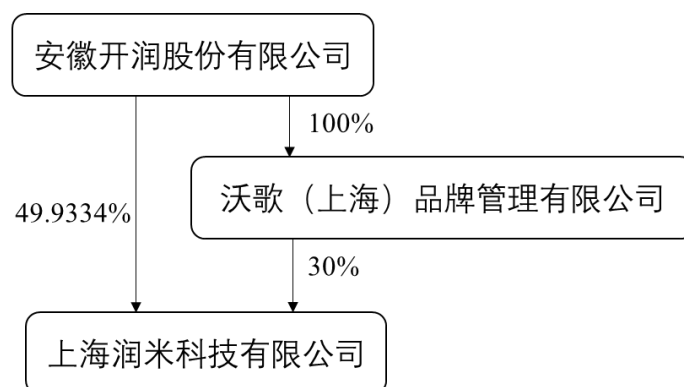 安徽开润股份有限公司
100%
沃歌（上海）品牌管理有限公司
49.9334%
30%
上海润米科技有限公司